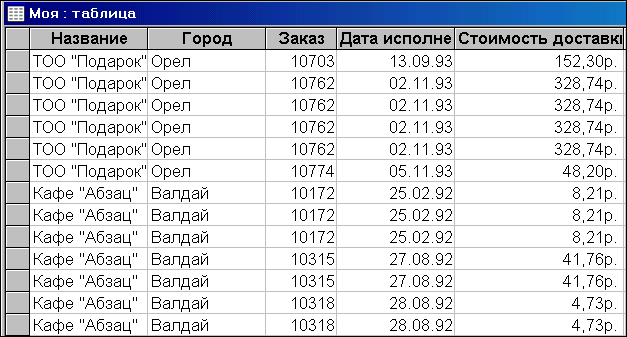 Моя : таблица
Название Город Заказ Дата исполне Стоимость доставки
ТОО "Подарок" Орел 10703 13.09.93 152,30р.
ТОО "Подарок" Орел 10762 02.11.93 328,74р.
ТОО "Подарок" Орел 10762 02.11.93 328,74р.
ТОО "Подарок" Орел 10762 02.11.93 328,74р.
ТОО "Подарок" Орел 10762 02.11.93 328,74р.
ТОО "Подарок" Орел 10774 05.11.93 48,20р.
Кафе "Абзац" Валдай 10172 25.02.92 8,21р.
Кафе "Абзац" Валдай 10172 25.02.92 8,21р.
Кафе "Абзац" Валдай 10172 25.02.92 8,21р.
Кафе "Абзац" Валдай 10315 27.08.92 41,76р.
Кафе "Абзац" Валдай 10315 27.08.92 41,76р.
Кафе "Абзац" Валдай 10318 28.08.92 4,73р.
Кафе "Абзац" Валдай 10318 28.08.92 4,73р.